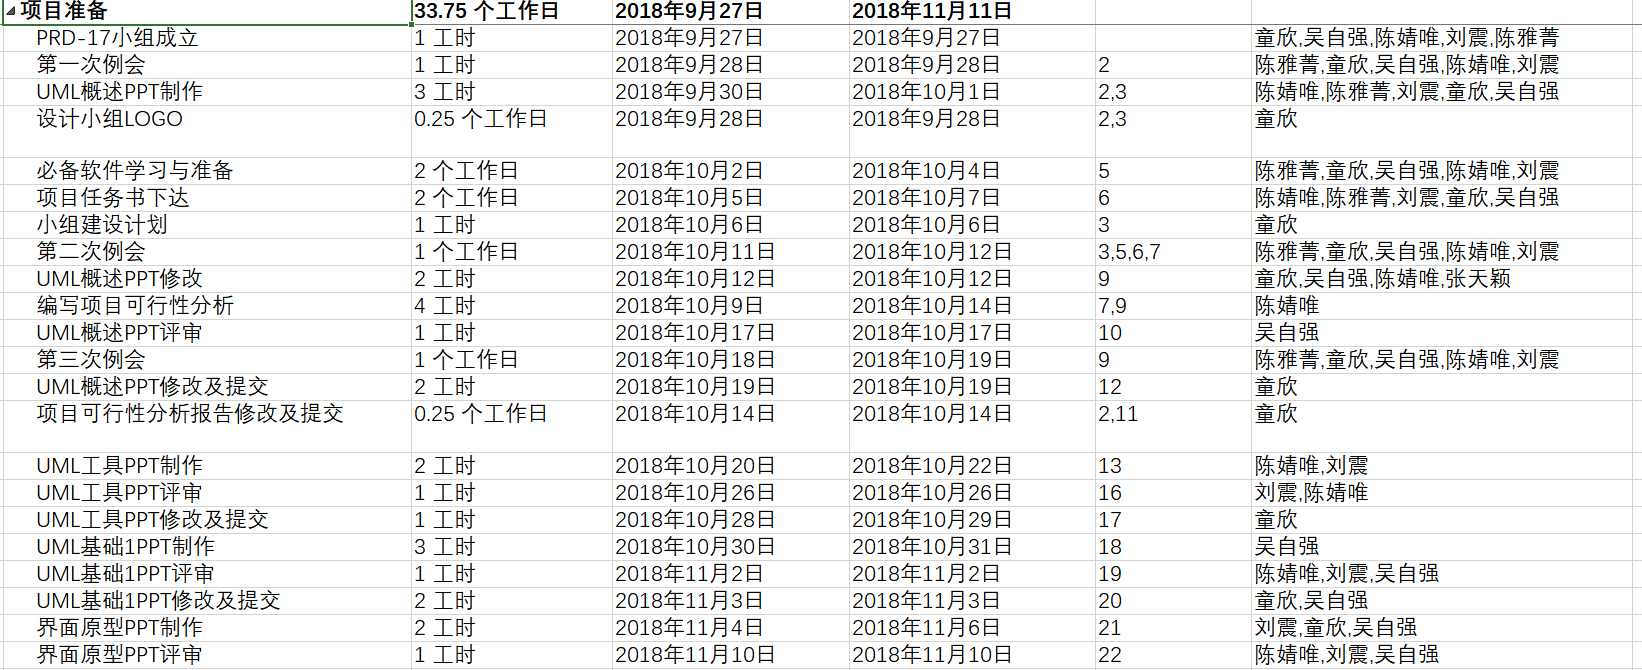 项目准备 33.75 个工作日 2018年9月27日 2018年11月11日
PRD-17小组成立 1 工时 2018年9月27日 2018年9月27日 童欣,吴自强,陈婧唯,刘震,陈雅菁
第一次例会 1 工时 2018年9月28日 2018年9月28日 2 陈雅菁,童欣,吴自强,陈婧唯,刘震
UML概述PPT制作 3 工时 2018年9月30日 2018年10月1日 2,3 陈婧唯,陈雅菁,刘震,童欣,吴自强
设计小组LOGO 0.25 个工作日 2018年9月28日 2018年9月28日 2,3 童欣
必备软件学习与准备 2 个工作日 2018年10月2日 2018年10月4日 5 陈雅菁,童欣,吴自强,陈婧唯,刘震
项目任务书下达 2 个工作日 2018年10月5日 2018年10月7日 6 陈婧唯,陈雅菁,刘震,童欣,吴自强
小组建设计划 1 工时 2018年10月6日 2018年10月6日 3 童欣
第二次例会 1 个工作日 2018年10月11日 2018年10月12日 3,5,6,7 陈雅菁,童欣,吴自强,陈婧唯,刘震
UML概述PPT修改 2 工时 2018年10月12日 2018年10月12日 9 童欣,吴自强,陈婧唯,张天颖
编写项目可行性分析 4 工时 2018年10月9日 2018年10月14日 7,9 陈婧唯
UML概述PPT评审 1 工时 2018年10月17日 2018年10月17日 10 吴自强
第三次例会 1 个工作日 2018年10月18日 2018年10月19日 9 陈雅菁,童欣,吴自强,陈婧唯,刘震
UML概述PPT修改及提交 2 工时 2018年10月19日 2018年10月19日 12 童欣
项目可行性分析报告修改及提交 0.25 个工作日 2018年10月14日 2018年10月14日 2,11 童欣
UML工具PPT制作 2 工时 2018年10月20日 2018年10月22日 13 陈婧唯,刘震
UML工具PPT评审 1 工时 2018年10月26日 2018年10月26日 16 刘震,陈婧唯
UML工具PPT修改及提交 1 工时 2018年10月28日 2018年10月29日 17 童欣
UML基础1PPT制作 3 工时 2018年10月30日 2018年10月31日 18 吴自强
UML基础1PPT评审 1 工时 2018年11月2日 2018年11月2日 19 陈婧唯,刘震,吴自强
UML基础1PPT修改及提交 2 工时 2018年11月3日 2018年11月3日 20 童欣,吴自强
界面原型PPT制作 2 工时 2018年11月4日 2018年11月6日 21 刘震,童欣,吴自强
界面原型PPT评审 1 工时 2018年11月10日 2018年11月10日 22 陈婧唯,刘震,吴自强